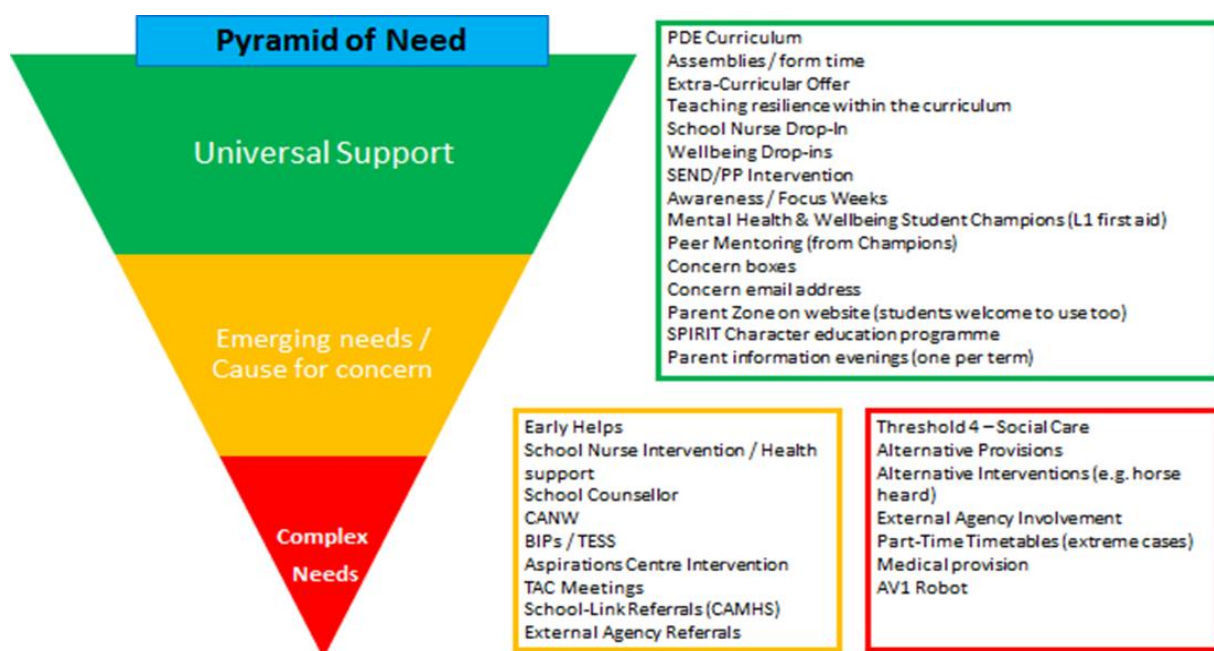 Pyramid of Need
Universal Support
Emerging needs /
Cause for concern
Complex
Needs
PDE Curriculum
Assemblies / form time
Extra-Curricular Offer
Teaching resilience within the curriculum
School Nurse Drop-In
Wellbeing Drop-ins
SEND/PP Intervention
Awareness / Focus Weeks
Mental Health & Wellbeing Student Champions (L1 first aid)
Peer Mentoring (from Champions)
Concern boxes
Concern email address
Parent Zone on website (students welcome to use too)
SPIRIT Character education programme
Parent information evenings (one per term)
Early Helps
School Nurse Intervention / Health
support
School Counsellor
CANW
BIPs / TESS
Aspirations Centre Intervention
TAC Meetings
School-Link Referrals (CAMHS)
External Agency Referrals
Threshold 4 – Social Care
Alternative Provisions
Alternative Interventions (e.g. horse
heard)
External Agency Involvement
Part-Time Timetables (extreme cases)
Medical provision
AV1 Robot